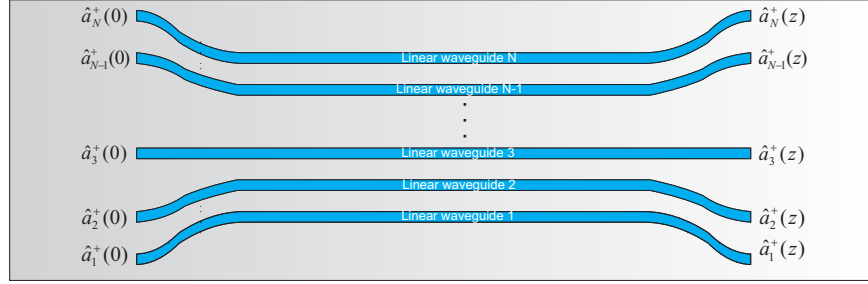 â_N^+(0) Linear waveguide N â_N^+(z)
â_{N-1}^+(0) Linear waveguide N-1 â_{N-1}^+(z)
â_3^+(0) Linear waveguide 3 â_3^+(z)
â_2^+(0) Linear waveguide 2 â_2^+(z)
â_1^+(0) Linear waveguide 1 â_1^+(z)